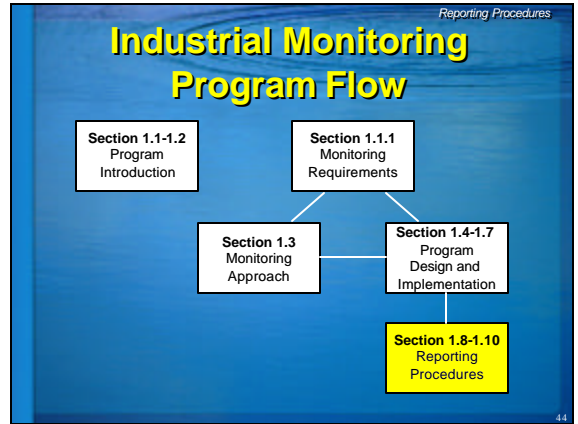 Reporting Procedures
Industrial Monitoring
Program Flow
Section 1.1-1.2
Program
Introduction
Section 1.1.1
Monitoring
Requirements
Section 1.3
Monitoring
Approach
Section 1.4-1.7
Program
Design and
Implementation
Section 1.8-1.10
Reporting
Procedures
44